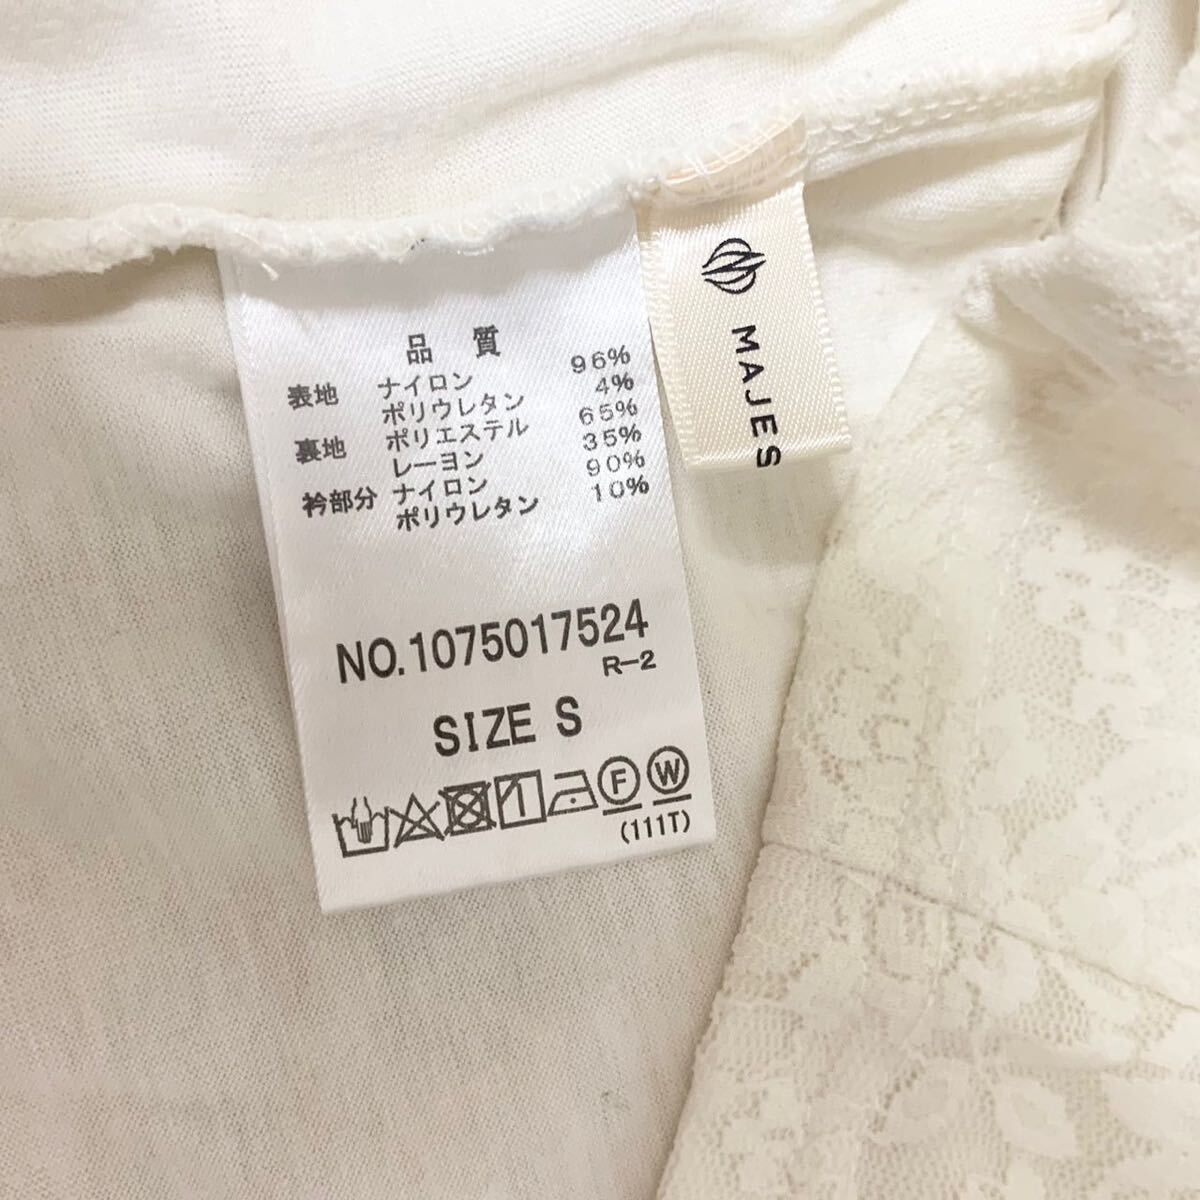 品 質
表地 ナイロン 96%
ポリウレタン 4%
裏地 ポリエステル 65%
レーヨン 35%
衿部分 ナイロン 90%
ポリウレタン 10%
NO.1075017524
R-2
SIZE S
F W
(111T)
MAJES